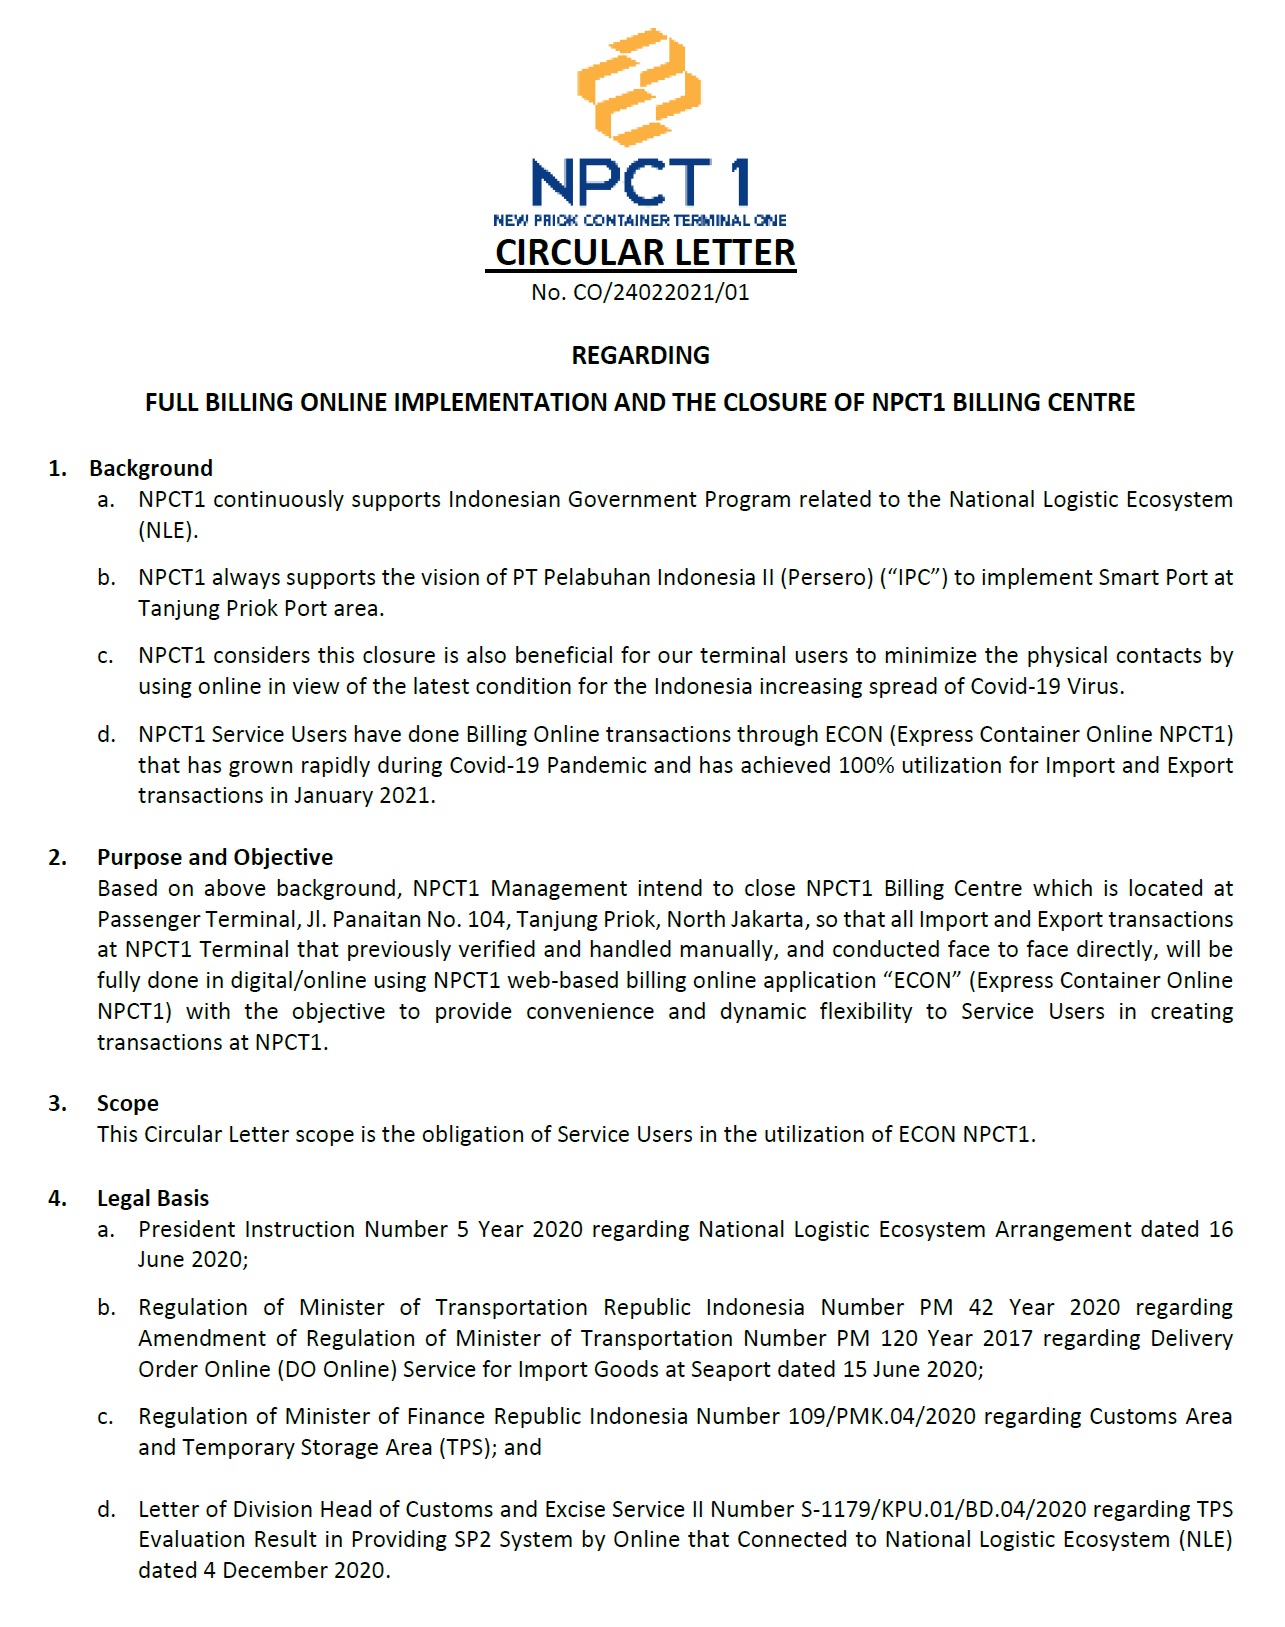 NPCT 1
NEW PRIOK CONTAINER TERMINAL ONE
CIRCULAR LETTER
No. CO/24022021/01
REGARDING
FULL BILLING ONLINE IMPLEMENTATION AND THE CLOSURE OF NPCT1 BILLING CENTRE
1. Background
a. NPCT1 continuously supports Indonesian Government Program related to the National Logistic Ecosystem
(NLE).
b. NPCT1 always supports the vision of PT Pelabuhan Indonesia II (Persero) (“IPC”) to implement Smart Port at
Tanjung Priok Port area.
c. NPCT1 considers this closure is also beneficial for our terminal users to minimize the physical contacts by
using online in view of the latest condition for the Indonesia increasing spread of Covid-19 Virus.
d. NPCT1 Service Users have done Billing Online transactions through ECON (Express Container Online NPCT1)
that has grown rapidly during Covid-19 Pandemic and has achieved 100% utilization for Import and Export
transactions in January 2021.
2. Purpose and Objective
Based on above background, NPCT1 Management intend to close NPCT1 Billing Centre which is located at
Passenger Terminal, Jl. Panaitan No. 104, Tanjung Priok, North Jakarta, so that all Import and Export transactions
at NPCT1 Terminal that previously verified and handled manually, and conducted face to face directly, will be
fully done in digital/online using NPCT1 web-based billing online application “ECON” (Express Container Online
NPCT1) with the objective to provide convenience and dynamic flexibility to Service Users in creating
transactions at NPCT1.
3. Scope
This Circular Letter scope is the obligation of Service Users in the utilization of ECON NPCT1.
4. Legal Basis
a. President Instruction Number 5 Year 2020 regarding National Logistic Ecosystem Arrangement dated 16
June 2020;
b. Regulation of Minister of Transportation Republic Indonesia Number PM 42 Year 2020 regarding
Amendment of Regulation of Minister of Transportation Number PM 120 Year 2017 regarding Delivery
Order Online (DO Online) Service for Import Goods at Seaport dated 15 June 2020;
c. Regulation of Minister of Finance Republic Indonesia Number 109/PMK.04/2020 regarding Customs Area
and Temporary Storage Area (TPS); and
d. Letter of Division Head of Customs and Excise Service II Number S-1179/KPU.01/BD.04/2020 regarding TPS
Evaluation Result in Providing SP2 System by Online that Connected to National Logistic Ecosystem (NLE)
dated 4 December 2020.